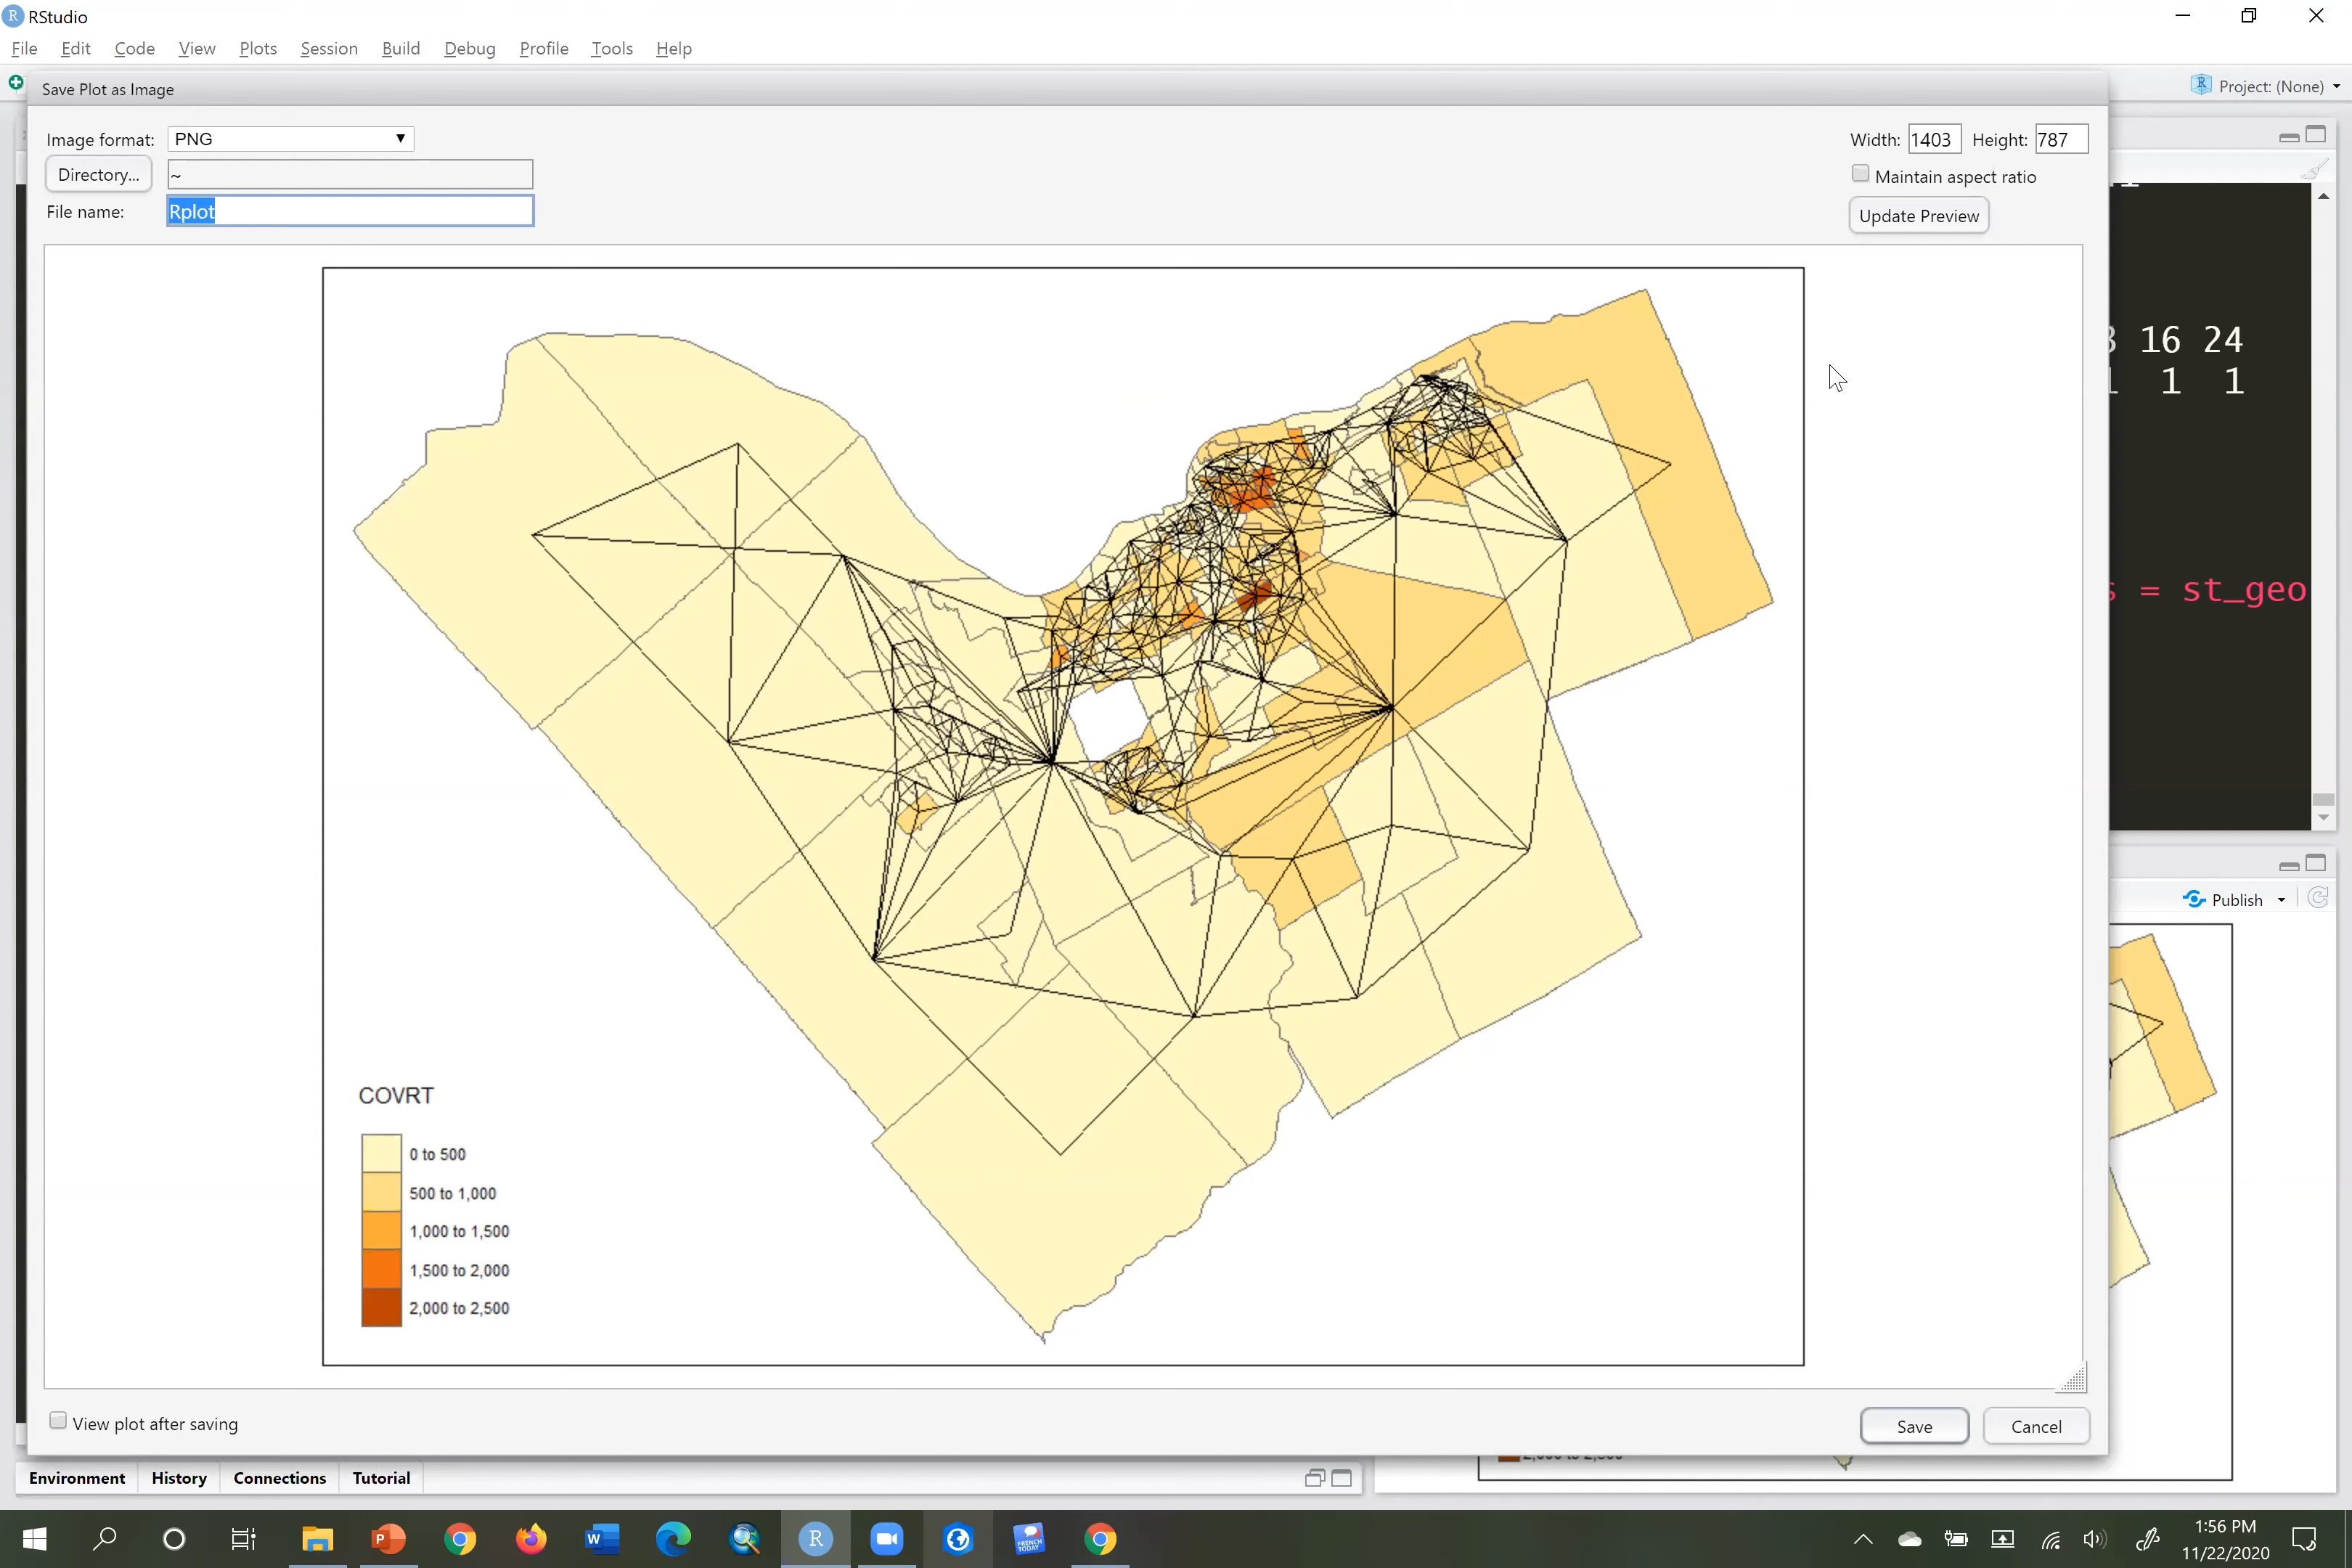 RStudio
File Edit Code View Plots Session Build Debug Profile Tools Help
Project: (None)
Save Plot as Image
Image format: PNG
Width: 1403 Height: 787
Directory... ~
Maintain aspect ratio
File name: Rplot
Update Preview
16 24
1 1
= st_geo
Publish
COVRT
0 to 500
500 to 1,000
1,000 to 1,500
1,500 to 2,000
2,000 to 2,500
View plot after saving
Save Cancel
Environment History Connections Tutorial
FRENCH TODAY
1:56 PM
11/22/2020